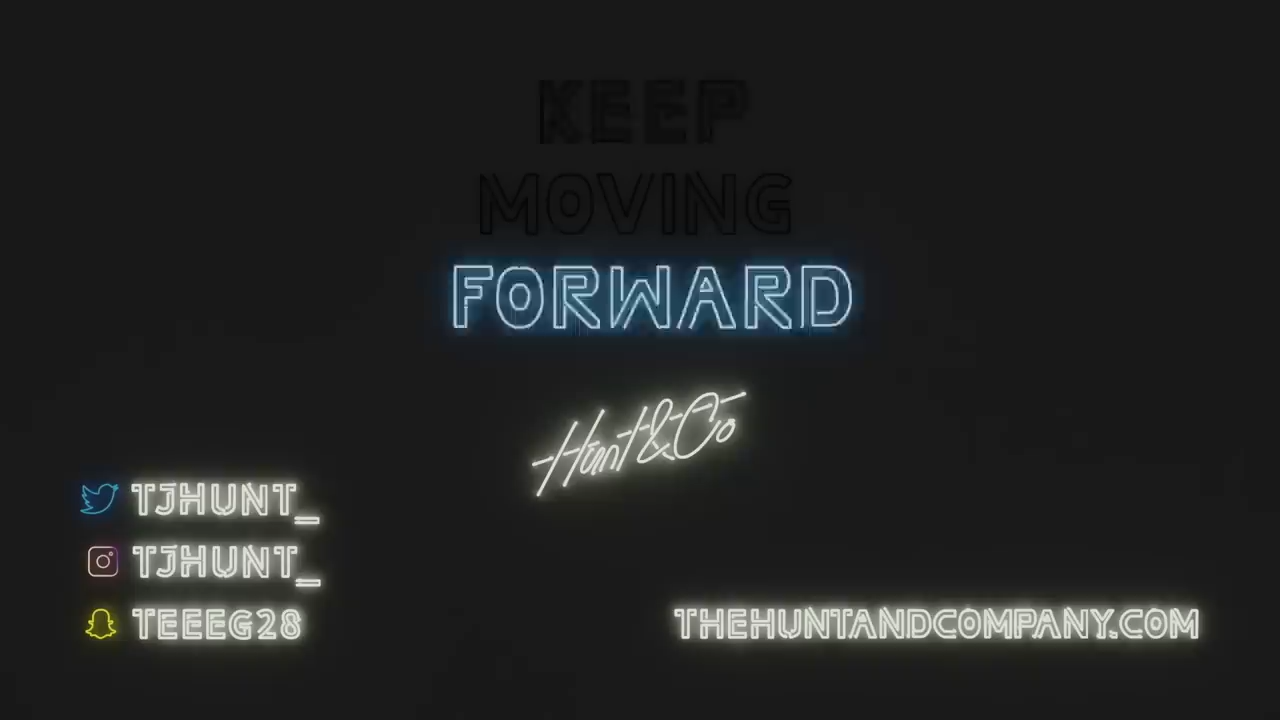 KEEP
MOVING
FORWARD
Hunt&Co
TJHUNT_
TJHUNT_
TEEEG28
THEHUNTANDCOMPANY.COM